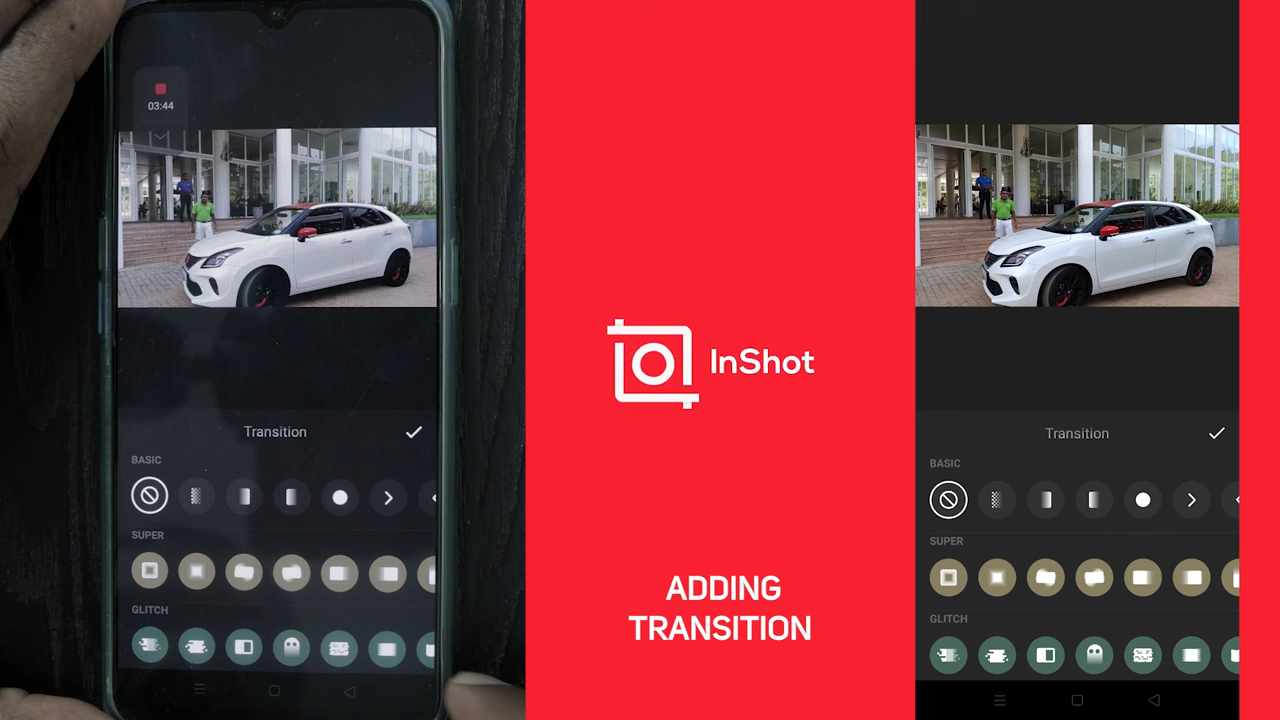 03:44
Transition
BASIC
SUPER
GLITCH
InShot
ADDING
TRANSITION
Transition
BASIC
SUPER
GLITCH